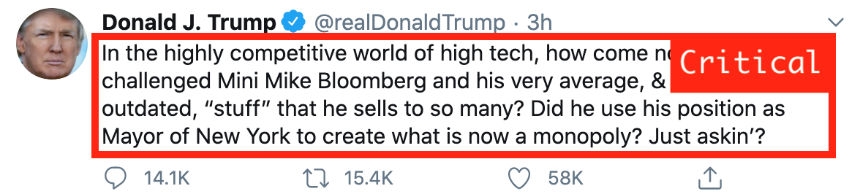 Donald J. Trump @realDonaldTrump · 3h
In the highly competitive world of high tech, how come
Critical
challenged Mini Mike Bloomberg and his very average, &
outdated, “stuff” that he sells to so many? Did he use his position as
Mayor of New York to create what is now a monopoly? Just askin’?
14.1K 15.4K 58K